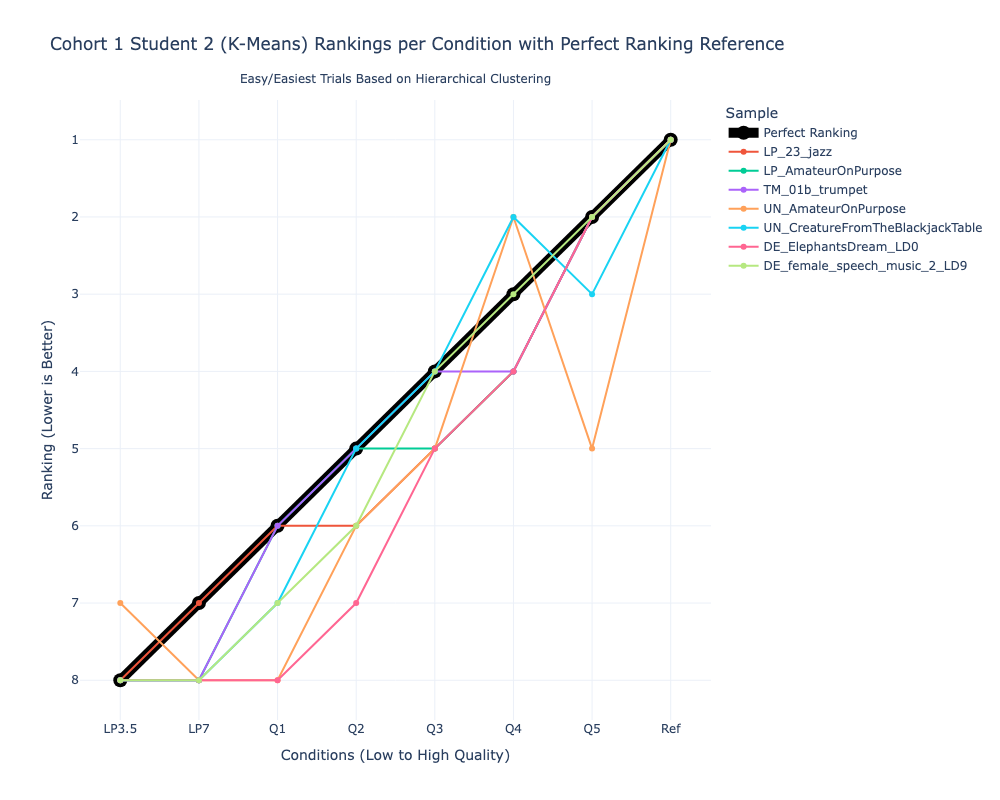 Cohort 1 Student 2 (K-Means) Rankings per Condition with Perfect Ranking Reference
Easy/Easiest Trials Based on Hierarchical Clustering
Sample
Perfect Ranking
LP_23_jazz
LP_AmateurOnPurpose
TM_01b_trumpet
UN_AmateurOnPurpose
UN_CreatureFromTheBlackjackTable
DE_ElephantsDream_LD0
DE_female_speech_music_2_LD9
Ranking (Lower is Better)
1
2
3
4
5
6
7
8
LP3.5 LP7 Q1 Q2 Q3 Q4 Q5 Ref
Conditions (Low to High Quality)